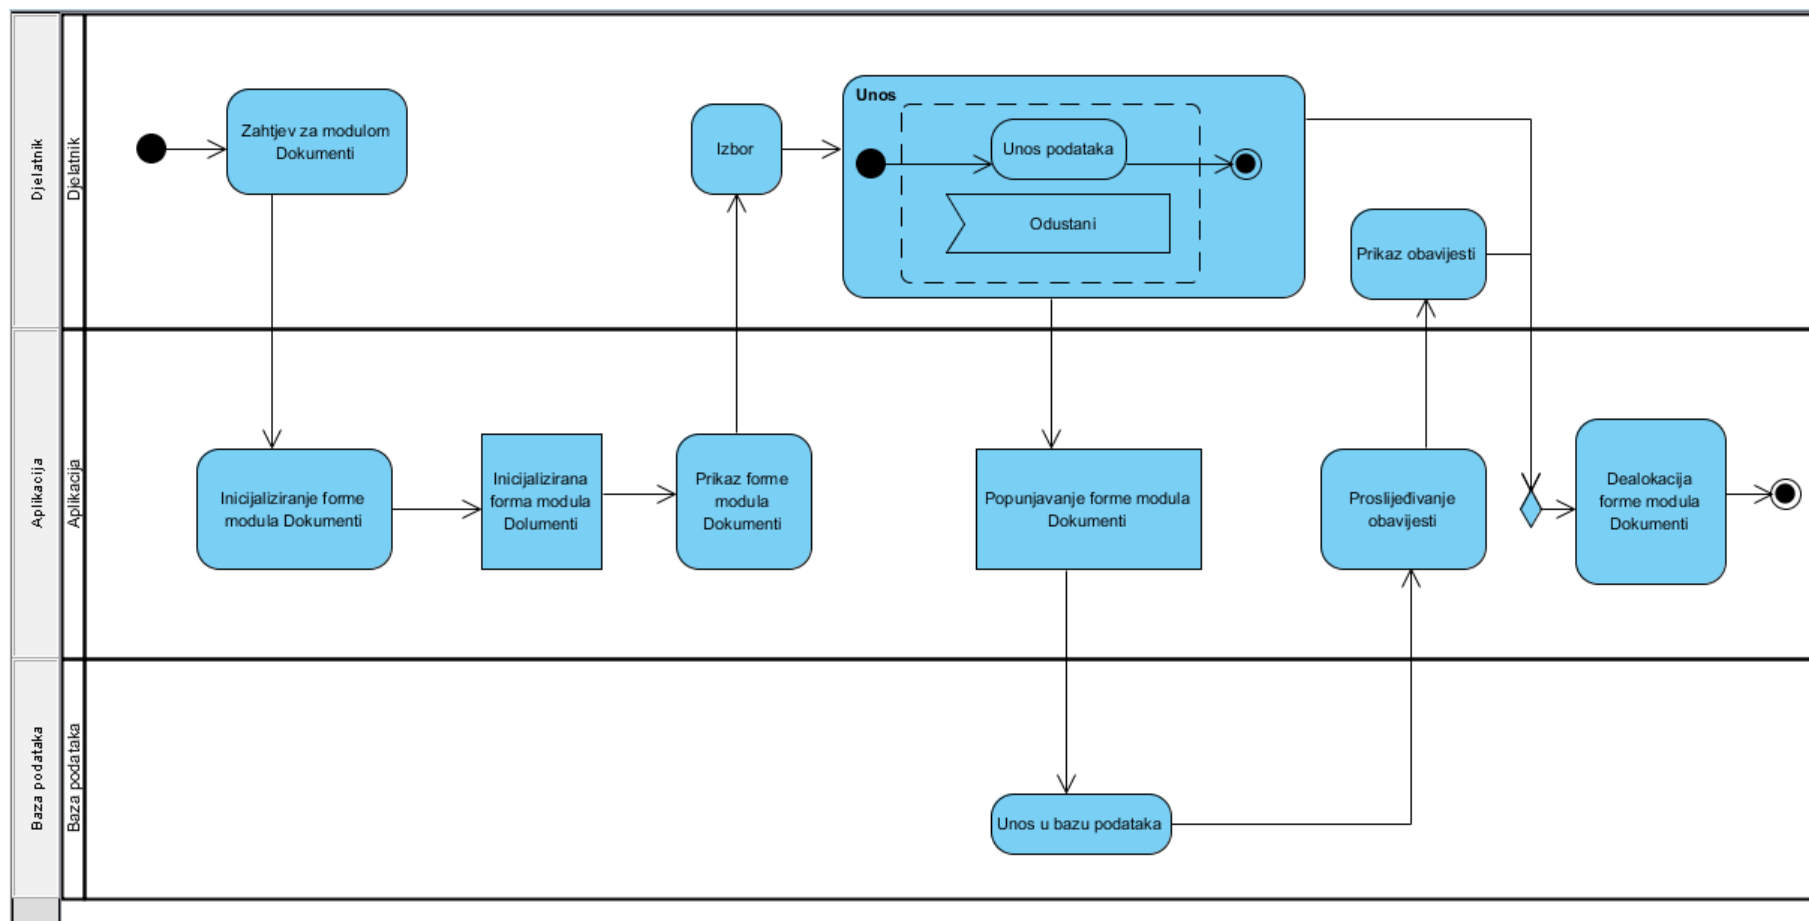 Djelatnik
Djelatnik
Zahtjev za modulom
Dokumenti
Izbor
Unos
Unos podataka
Odustani
Prikaz obavijesti
Aplikacija
Aplikacija
Inicijaliziranje forme
modula Dokumenti
Inicijalizirana
forma modula
Dolumenti
Prikaz forme
modula
Dokumenti
Popunjavanje forme modula
Dokumenti
Proslijeđivanje
obavijesti
Dealokacija
forme modula
Dokumenti
Baza podataka
Baza podataka
Unos u bazu podataka